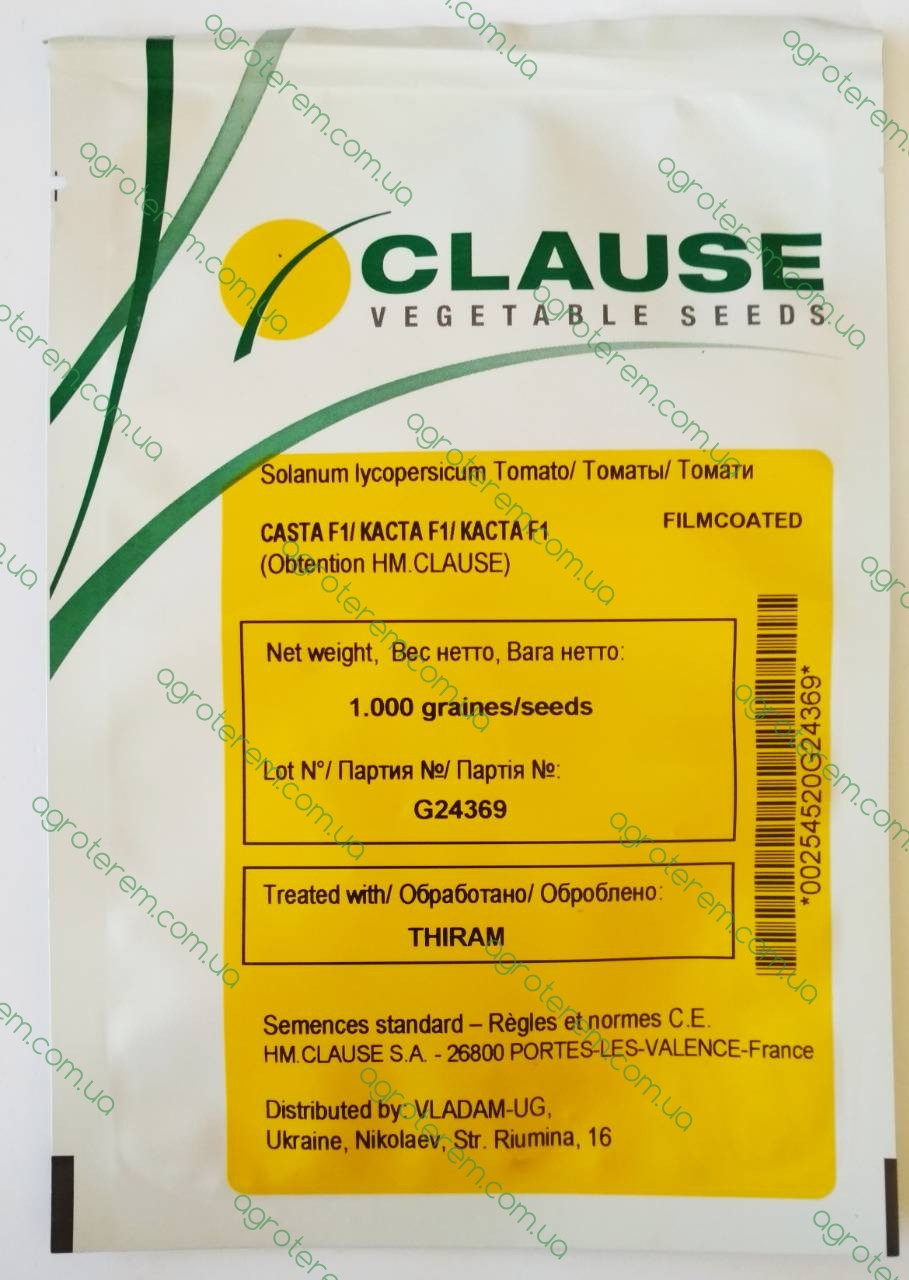 CLAUSE
VEGETABLE SEEDS
Solanum lycopersicum Tomato/ Томаты/ Томати
CASTA F1/ КАСТА F1/ КАСТА F1
FILMCOATED
(Obtention HM.CLAUSE)
Net weight, Вес нетто, Вага нетто:
1.000 graines/seeds
Lot N°/ Партия №/ Партія №:
G24369
*00254520G24369*
Treated with/ Обработано/ Оброблено:
THIRAM
Semences standard – Règles et normes C.E.
HM.CLAUSE S.A. - 26800 PORTES-LES-VALENCE-France
Distributed by: VLADAM-UG,
Ukraine, Nikolaev, Str. Riumina, 16
agroterem.com.ua